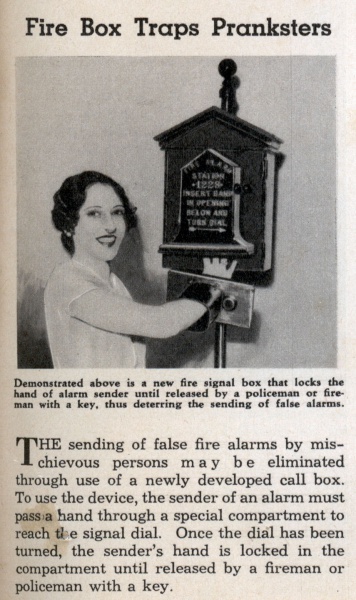 Fire Box Traps Pranksters
FIRE ALARM
STATION
1228
INSERT HAND
IN OPENING
BELOW AND
TURN DIAL
Demonstrated above is a new fire signal box that locks the
hand of alarm sender until released by a policeman or fire-
man with a key, thus deterring the sending of false alarms.
THE sending of false fire alarms by mis-
chievous persons may be eliminated
through use of a newly developed call box.
To use the device, the sender of an alarm must
pass a hand through a special compartment to
reach the signal dial. Once the dial has been
turned, the sender's hand is locked in the
compartment until released by a fireman or
policeman with a key.